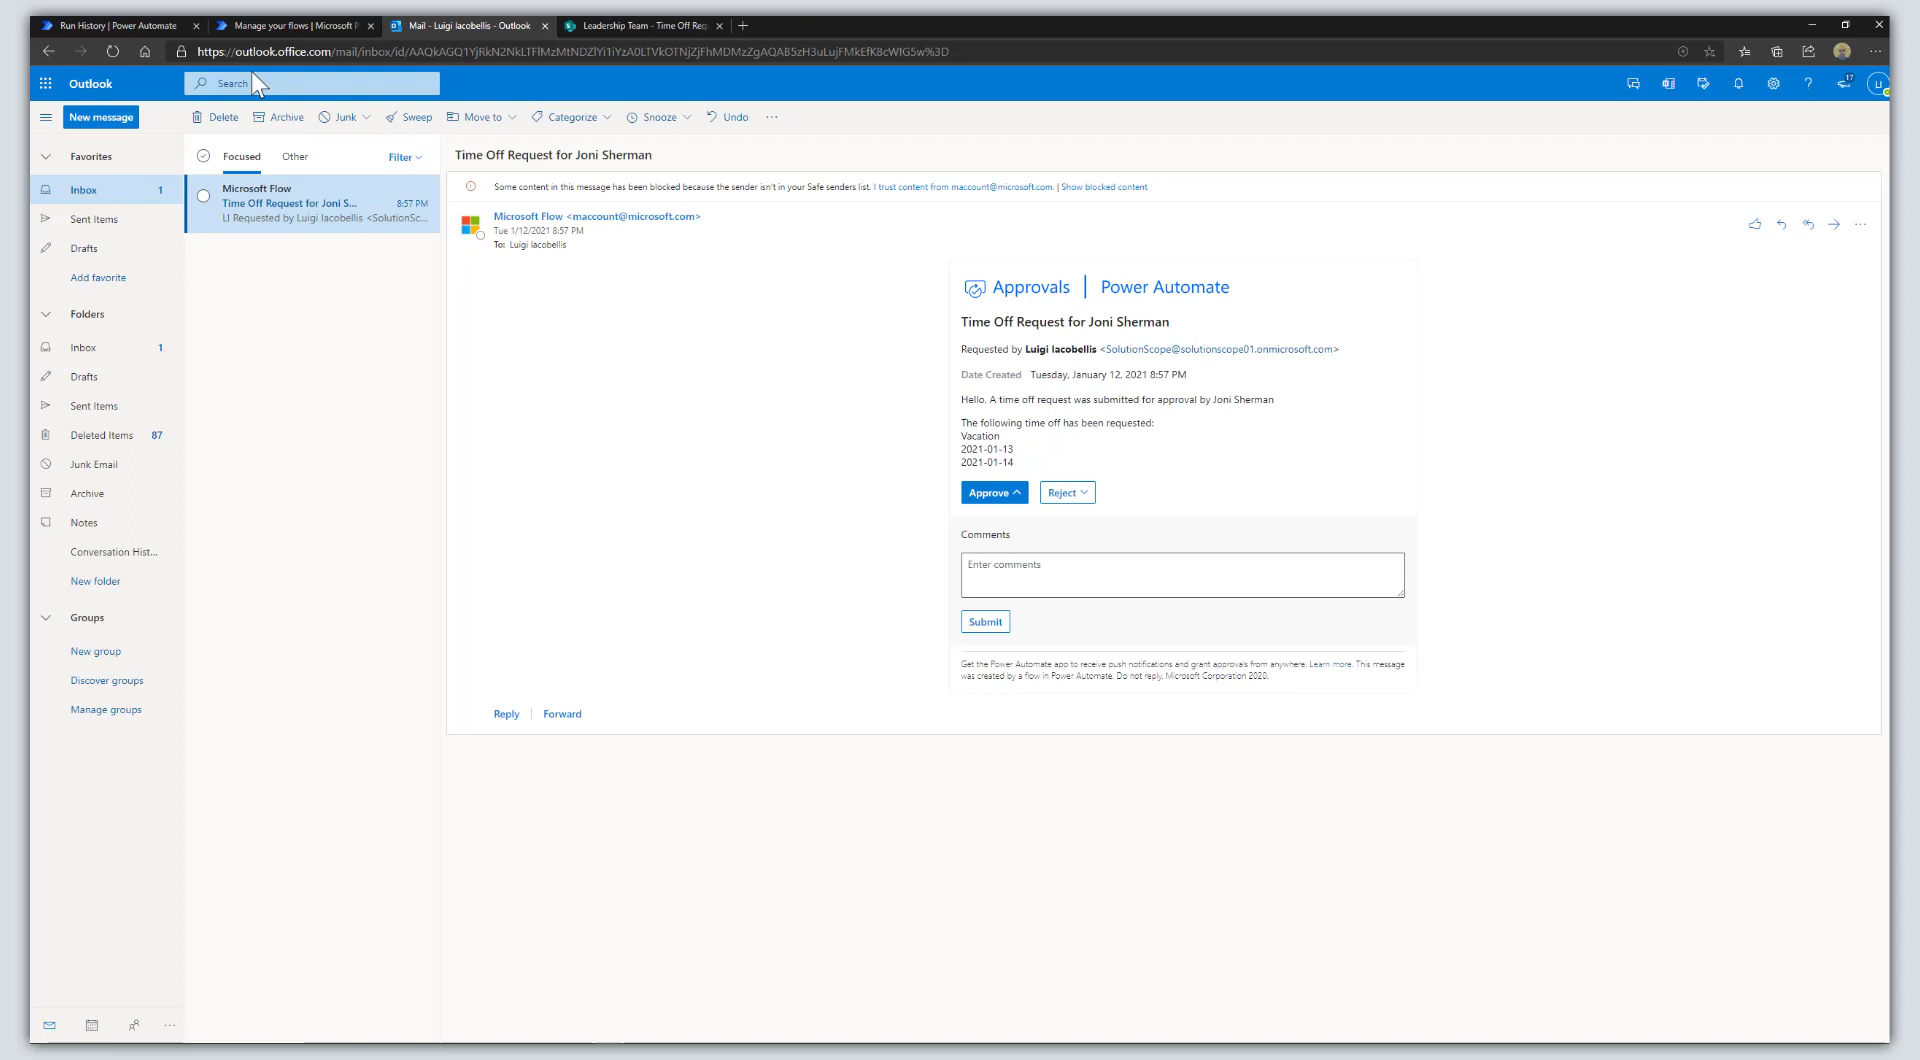 Run History | Power Automate
Manage your flows | Microsoft P
Mail - Luigi Iacobellis - Outlook
Leadership Team - Time Off Req
https://outlook.office.com/mail/inbox/id/
Outlook
Search
17
LI
New message
Delete
Archive
Junk
Sweep
Move to
Categorize
Snooze
Undo
Favorites
Inbox 1
Sent Items
Drafts
Add favorite
Folders
Inbox 1
Drafts
Sent Items
Deleted Items 87
Junk Email
Archive
Notes
Conversation Hist...
New folder
Groups
New group
Discover groups
Manage groups
Focused
Other
Filter
Microsoft Flow
Time Off Request for Joni S... 8:57 PM
LI Requested by Luigi Iacobellis <SolutionSc...
Time Off Request for Joni Sherman
Some content in this message has been blocked because the sender isn't in your Safe senders list. I trust content from maccount@microsoft.com. | Show blocked content
Microsoft Flow <maccount@microsoft.com>
Tue 1/12/2021 8:57 PM
To: Luigi Iacobellis
Approvals | Power Automate
Time Off Request for Joni Sherman
Requested by Luigi Iacobellis <SolutionScope@solutionscope01.onmicrosoft.com>
Date Created Tuesday, January 12, 2021 8:57 PM
Hello, A time off request was submitted for approval by Joni Sherman
The following time off has been requested:
Vacation
2021-01-13
2021-01-14
Approve
Reject
Comments
Enter comments
Submit
Get the Power Automate app to receive push notifications and grant approvals from anywhere. Learn more. This message
was created by a flow in Power Automate. Do not reply. Microsoft Corporation 2020.
Reply
Forward